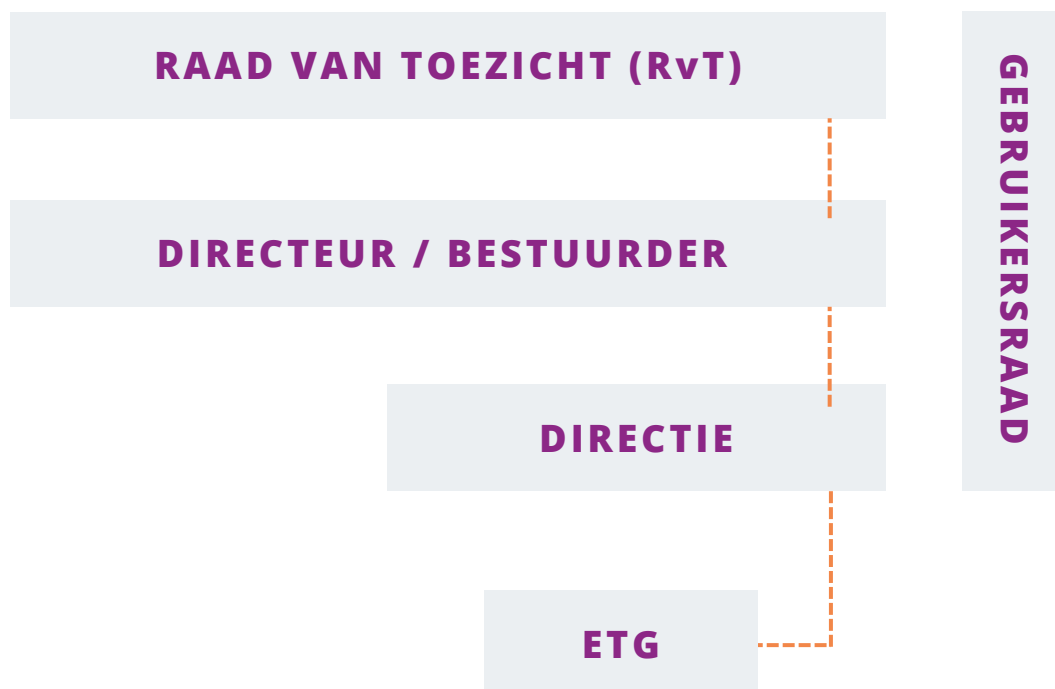 RAAD VAN TOEZICHT (RvT)
DIRECTEUR / BESTUURDER
DIRECTIE
ETG
GEBRUIKERSRAAD